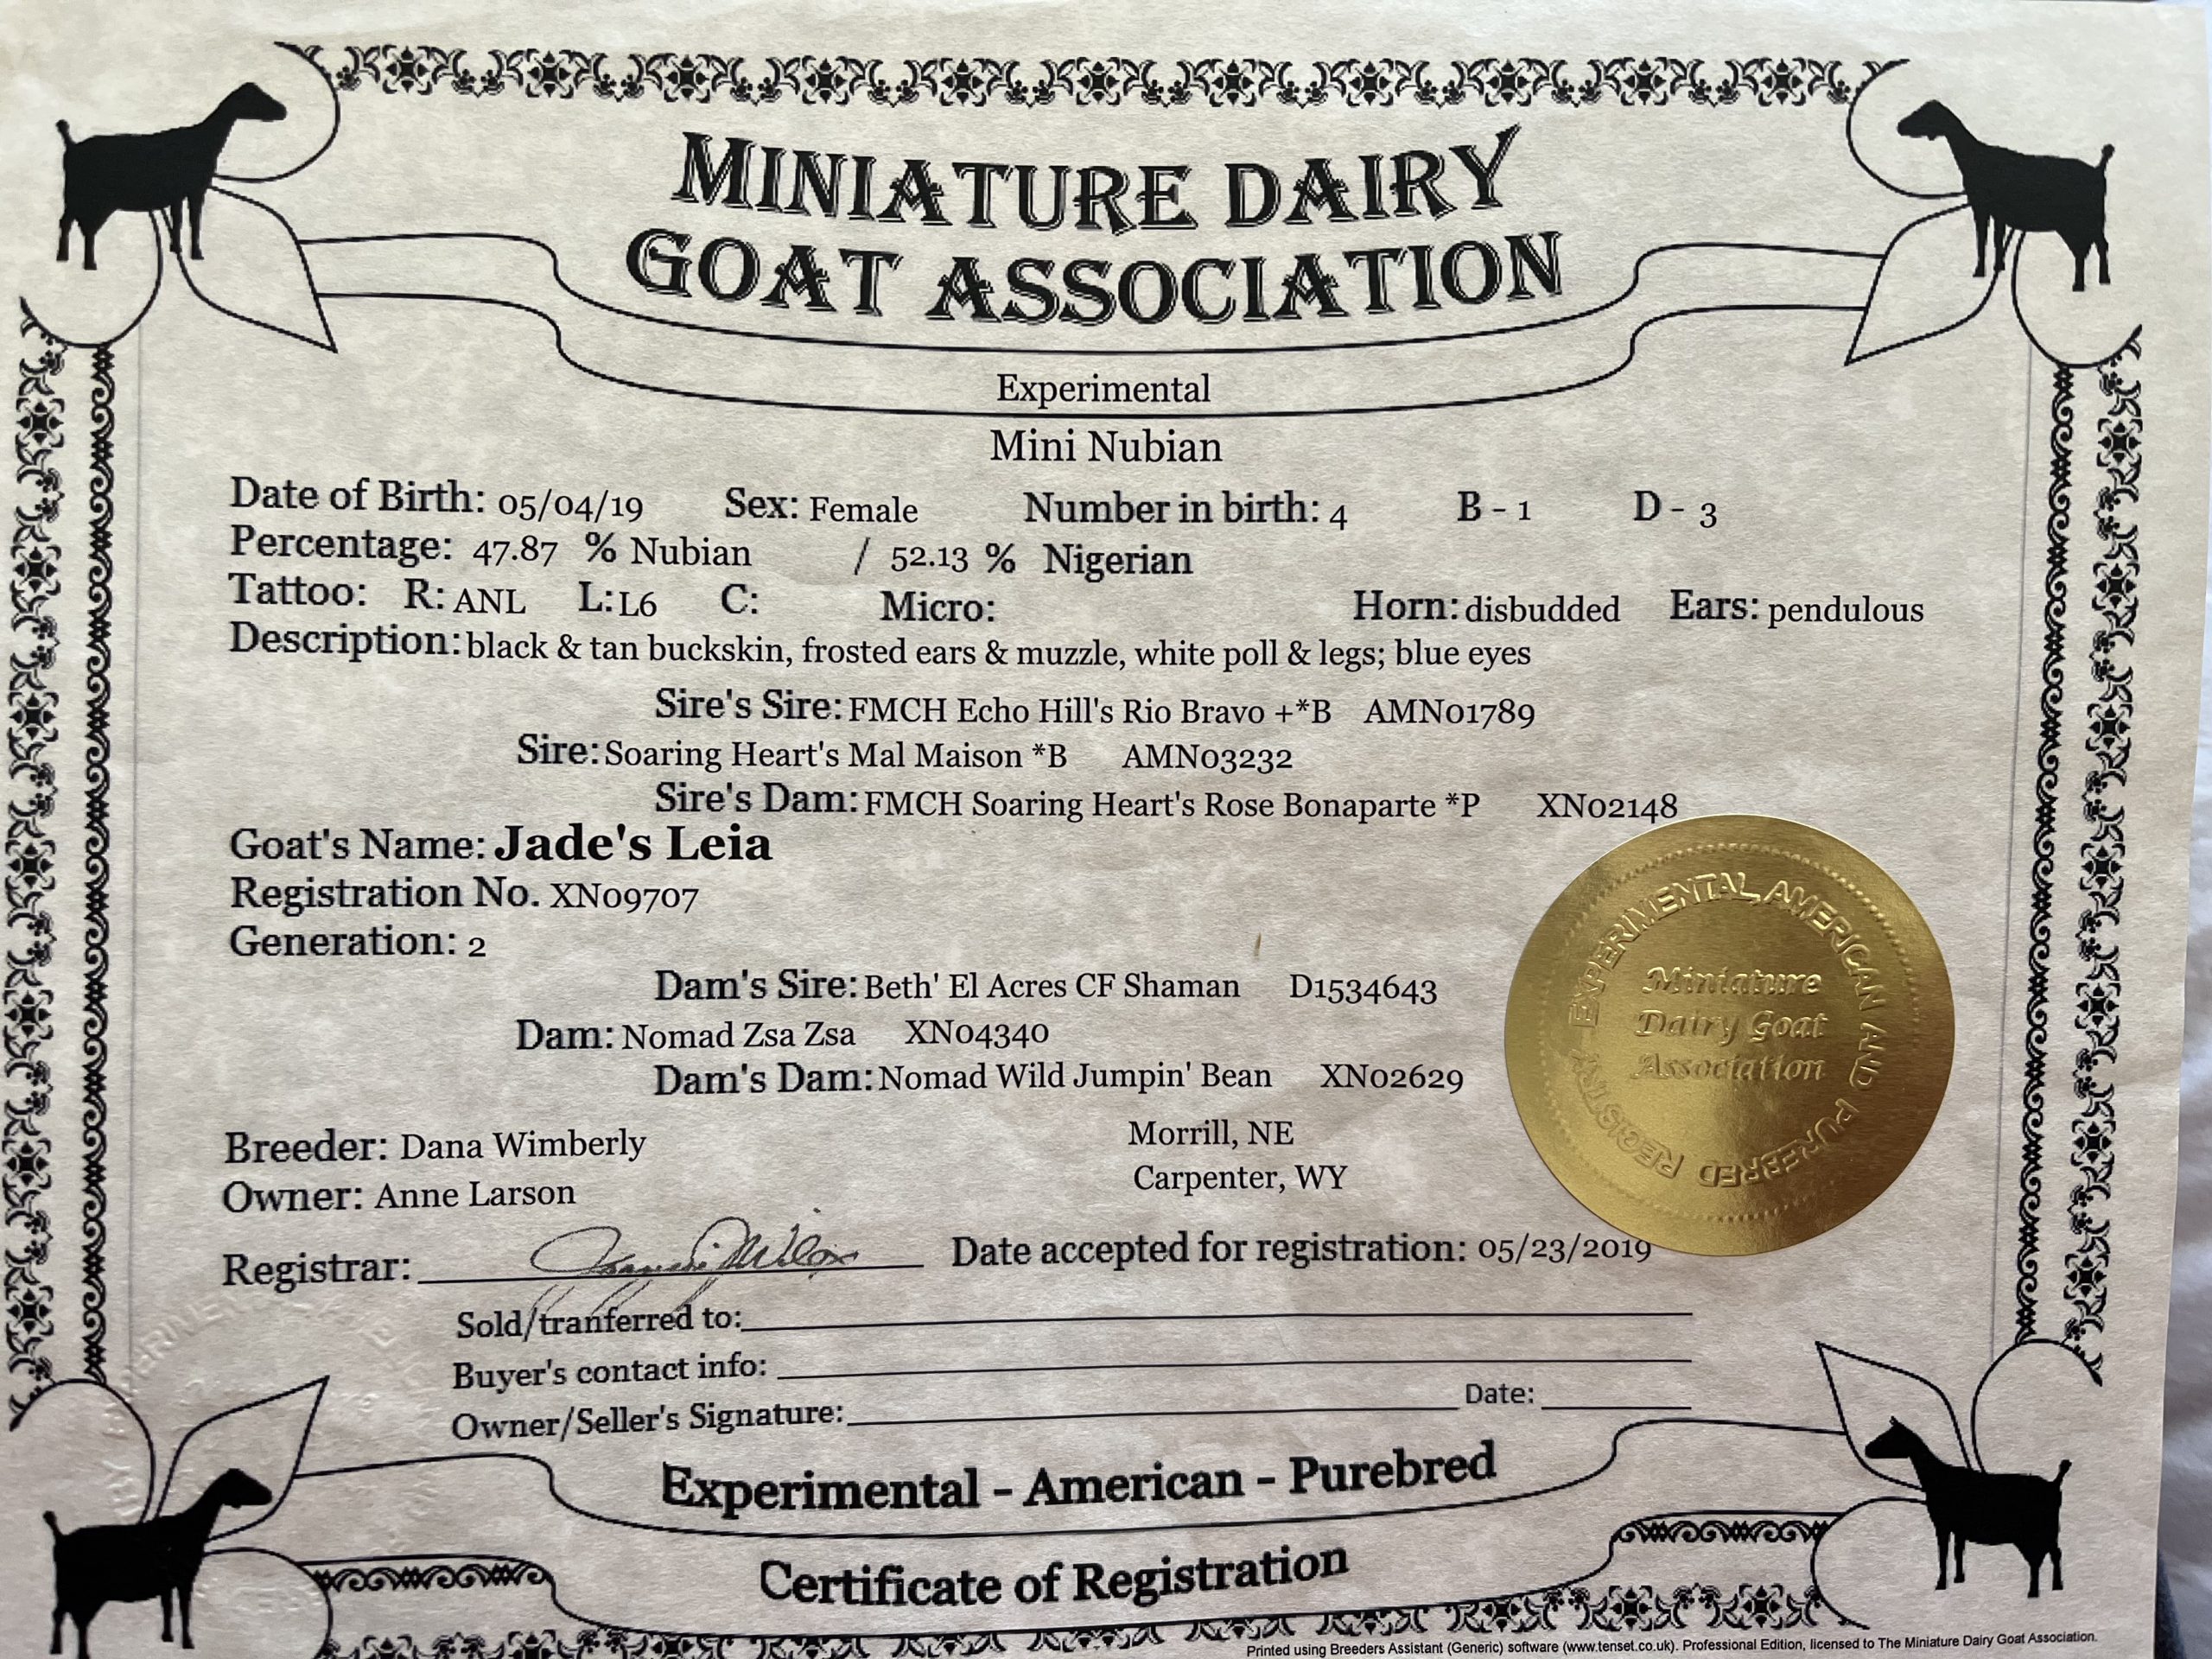 MINIATURE DAIRY
GOAT ASSOCIATION
Experimental
Mini Nubian
Date of Birth: 05/04/19 Sex: Female Number in birth: 4 B - 1 D - 3
Percentage: 47.87 % Nubian / 52.13 % Nigerian
Tattoo: R: ANL L: L6 C: Micro: Horn: disbudded Ears: pendulous
Description: black & tan buckskin, frosted ears & muzzle, white poll & legs; blue eyes
Sire's Sire: FMCH Echo Hill's Rio Bravo +*B AMN01789
Sire: Soaring Heart's Mal Maison *B AMN03232
Sire's Dam: FMCH Soaring Heart's Rose Bonaparte *P XN02148
Goat's Name: Jade's Leia
Registration No. XN09707
Generation: 2
Dam's Sire: Beth' El Acres CF Shaman D1534643
Dam: Nomad Zsa Zsa XN04340
Dam's Dam: Nomad Wild Jumpin' Bean XN02629
EXPERIMENTAL, AMERICAN AND PUREBRED REGISTRY
Miniature
Dairy Goat
Association
Breeder: Dana Wimberly Morrill, NE
Owner: Anne Larson Carpenter, WY
Registrar: Date accepted for registration: 05/23/2019
Sold/tranferred to:
Buyer's contact info:
Owner/Seller's Signature: Date:
Experimental - American - Purebred
Certificate of Registration
Printed using Breeders Assistant (Generic) software (www.tenset.co.uk). Professional Edition, licensed to The Miniature Dairy Goat Association.